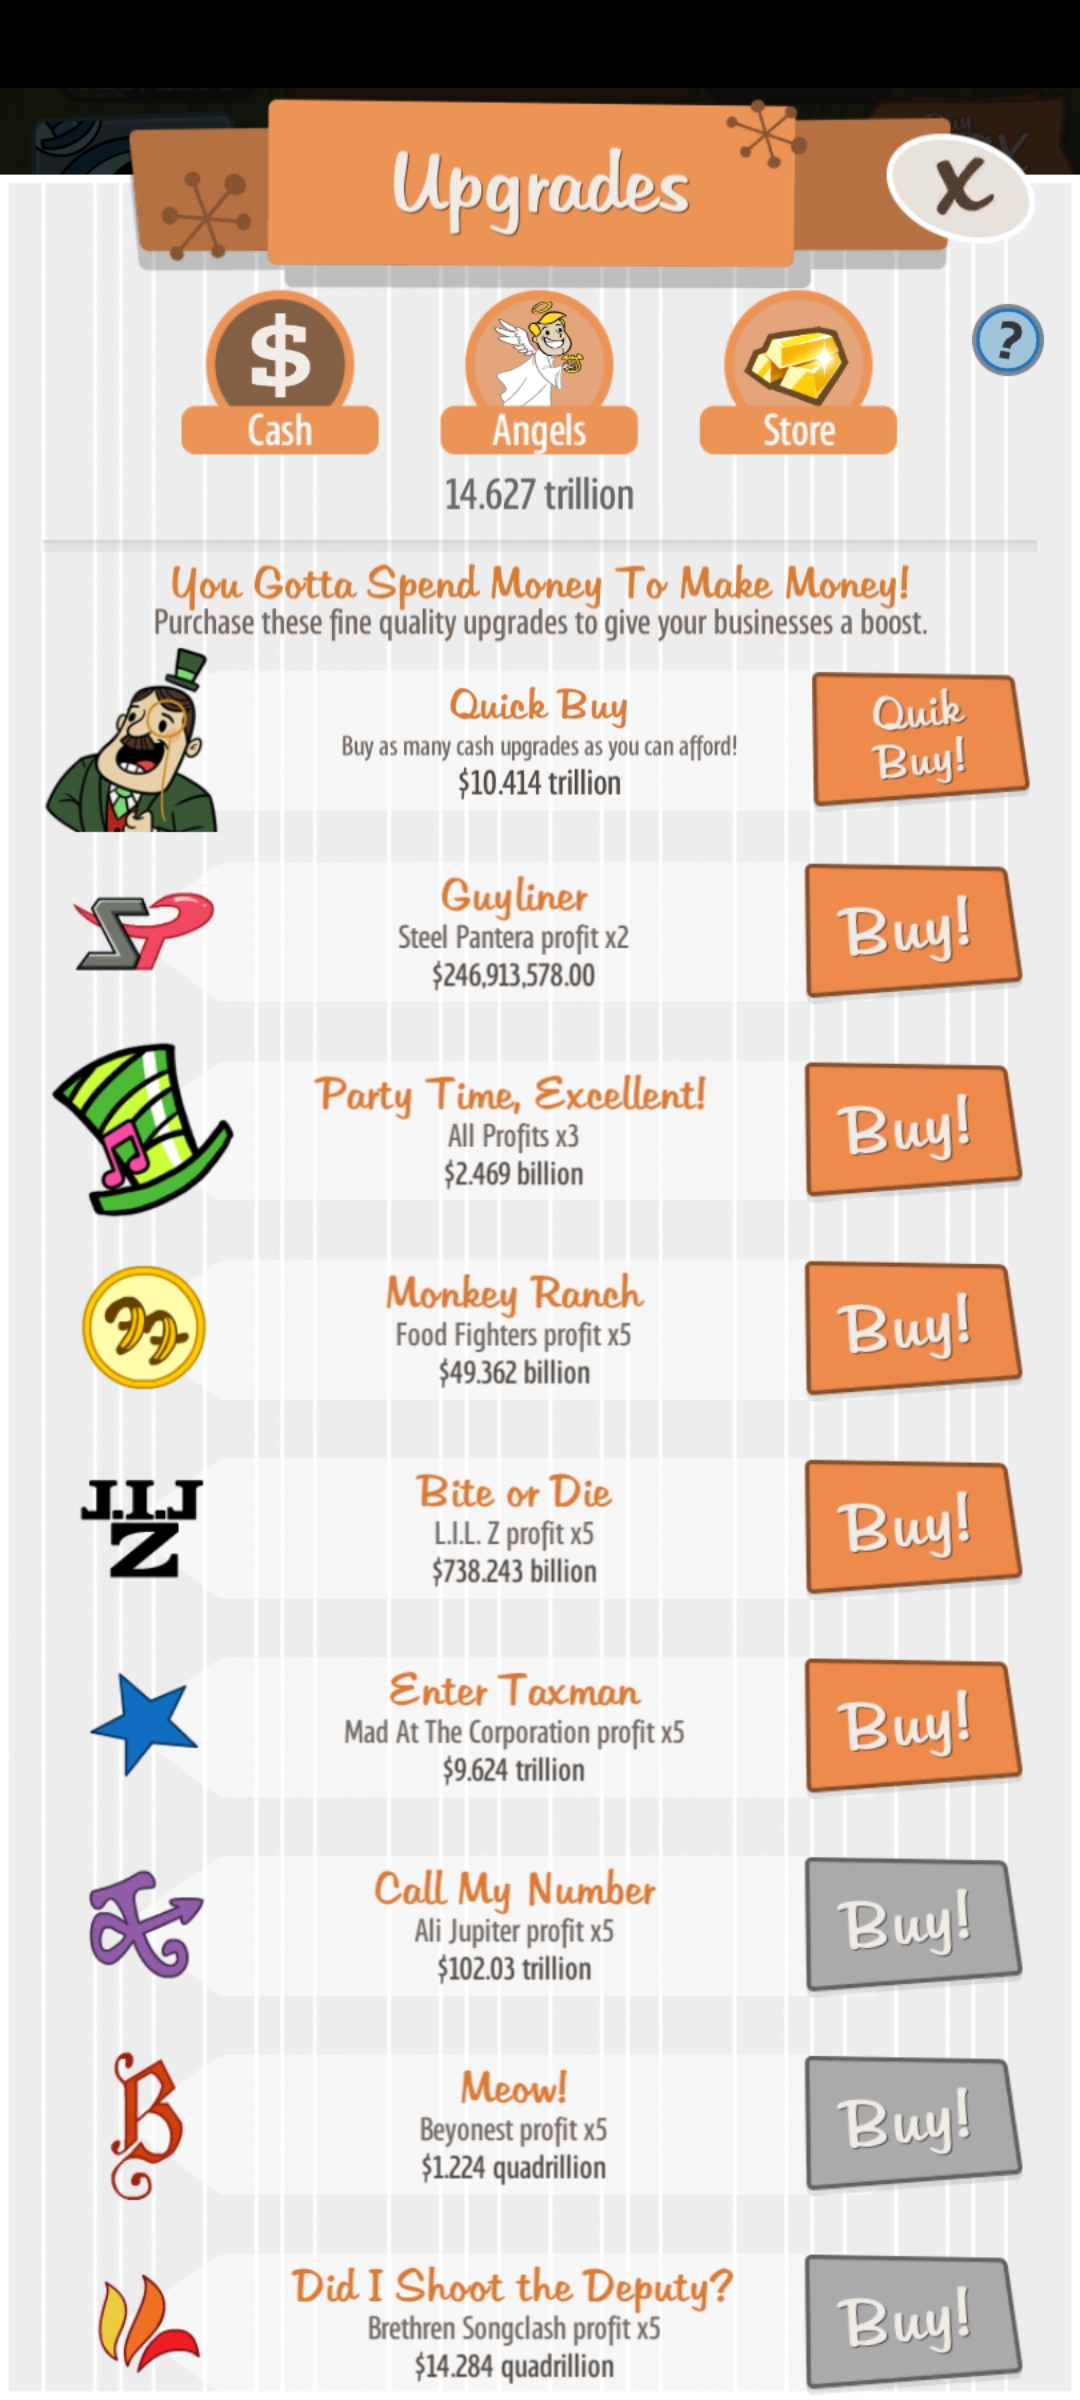 Upgrades
X
$
?
Cash
Angels
Store
14.627 trillion
You Gotta Spend Money To Make Money!
Purchase these fine quality upgrades to give your businesses a boost.
Quick Buy
Buy as many cash upgrades as you can afford!
$10.414 trillion
Quik
Buy!
SP
Guyliner
Steel Pantera profit x2
$246,913,578.00
Buy!
Party Time, Excellent!
All Profits x3
$2.469 billion
Buy!
Monkey Ranch
Food Fighters profit x5
$49.362 billion
Buy!
J.I.J
Z
Bite or Die
L.I.L. Z profit x5
$738.243 billion
Buy!
Enter Taxman
Mad At The Corporation profit x5
$9.624 trillion
Buy!
Call My Number
Ali Jupiter profit x5
$102.03 trillion
Buy!
B
Meow!
Beyonest profit x5
$1.224 quadrillion
Buy!
Did I Shoot the Deputy?
Brethren Songclash profit x5
$14.284 quadrillion
Buy!